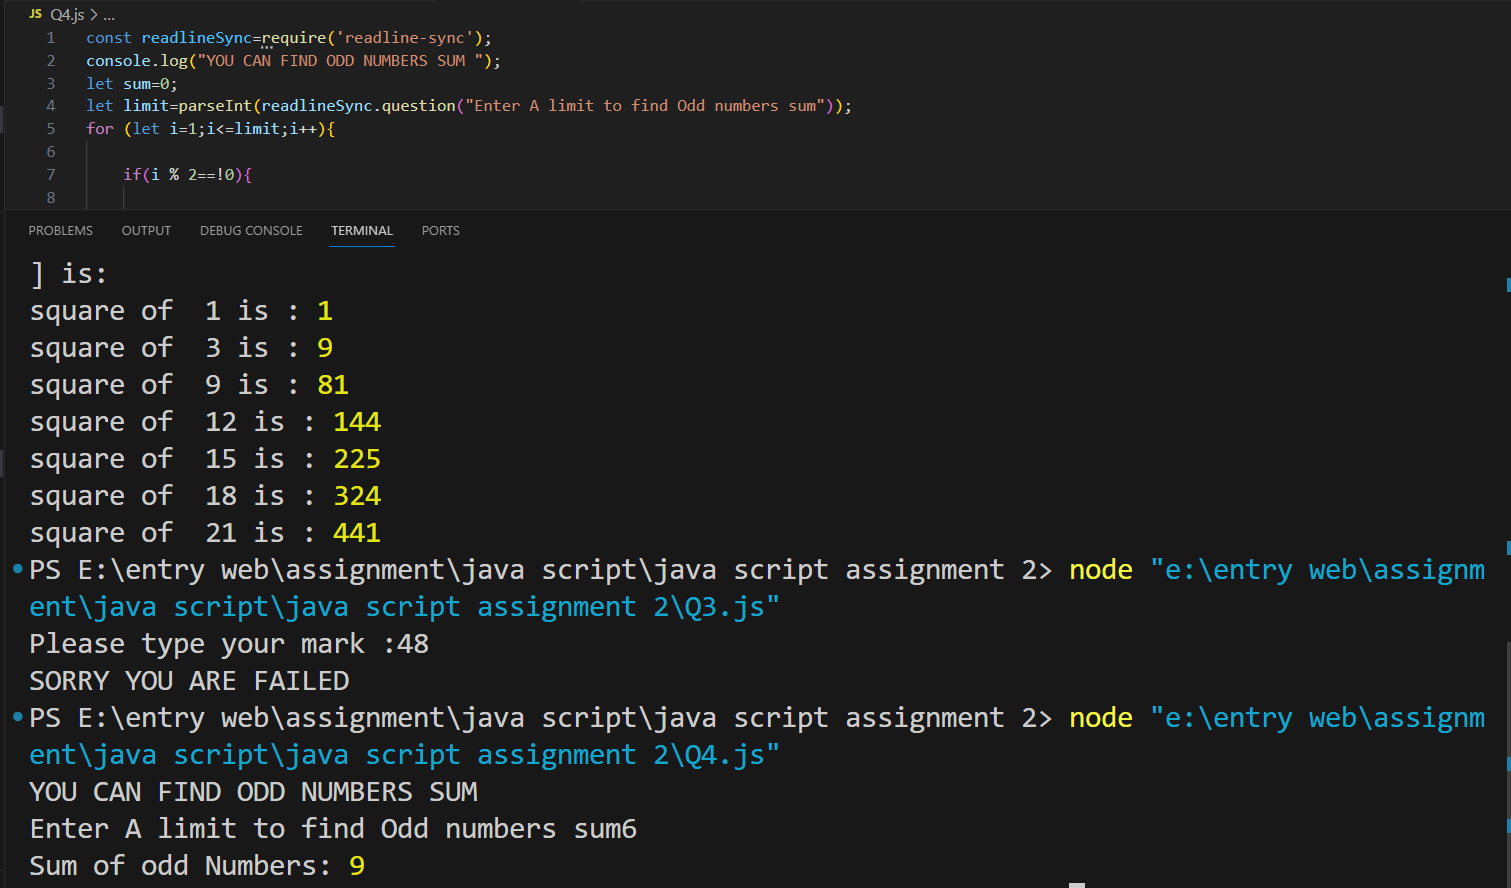 JS Q4.js > ...
1 const readlineSync=require('readline-sync');
2 console.log("YOU CAN FIND ODD NUMBERS SUM ");
3 let sum=0;
4 let limit=parseInt(readlineSync.question("Enter A limit to find Odd numbers sum"));
5 for (let i=1;i<=limit;i++){
6
7 if(i % 2==!0){
8
PROBLEMS OUTPUT DEBUG CONSOLE TERMINAL PORTS
] is:
square of  1 is : 1
square of  3 is : 9
square of  9 is : 81
square of  12 is : 144
square of  15 is : 225
square of  18 is : 324
square of  21 is : 441
PS E:\entry web\assignment\java script\java script assignment 2> node "e:\entry web\assignm
ent\java script\java script assignment 2\Q3.js"
Please type your mark :48
SORRY YOU ARE FAILED
PS E:\entry web\assignment\java script\java script assignment 2> node "e:\entry web\assignm
ent\java script\java script assignment 2\Q4.js"
YOU CAN FIND ODD NUMBERS SUM
Enter A limit to find Odd numbers sum6
Sum of odd Numbers: 9